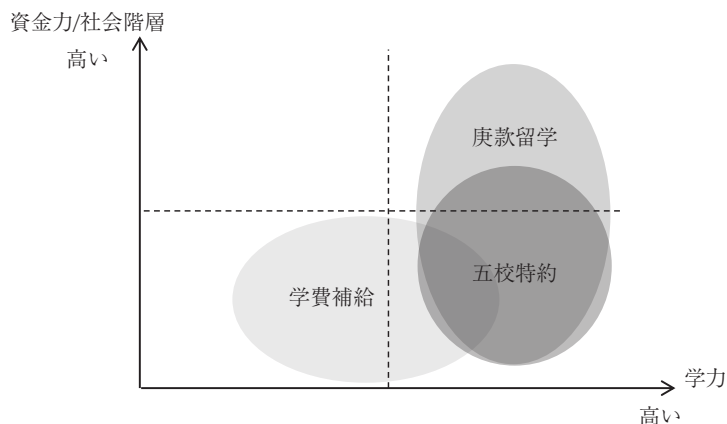 資金力/社会階層
高い
庚款留学
五校特約
学費補給
学力
高い